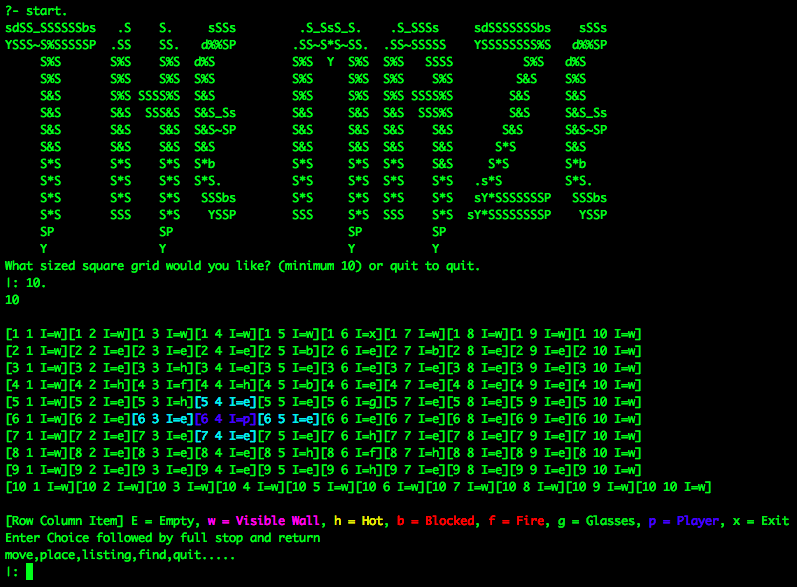 ?- start.
sdSS_SSSSSSbs   .S    S.     sSSs         .S_SsS_S.    .S_SSSs     sdSSSSSSSbs    sSSs
YSSS~S%SSSSSP  .SS    SS.   d%%SP        .SS~S*S~SS.  .SS~SSSSS    YSSSSSSSS%S   d%%SP
     S%S       S%S    S%S  d%S           S%S  Y  S%S  S%S   SSSS          S%S   d%S
     S%S       S%S    S%S  S%S           S%S     S%S  S%S    S%S         S&S    S%S
     S&S       S%S SSSS%S  S&S           S%S     S%S  S%S SSSS%S        S&S     S&S
     S&S       S&S  SSS&S  S&S_Ss        S&S     S&S  S&S  SSS%S        S&S     S&S_Ss
     S&S       S&S    S&S  S&S~SP        S&S     S&S  S&S    S&S       S&S      S&S~SP
     S&S       S&S    S&S  S&S           S&S     S&S  S&S    S&S      S*S       S&S
     S*S       S*S    S*S  S*b           S*S     S*S  S*S    S&S     S*S        S*b
     S*S       S*S    S*S  S*S.          S*S     S*S  S*S    S*S   .s*S         S*S.
     S*S       S*S    S*S   SSSbs        S*S     S*S  S*S    S*S   sY*SSSSSSSP   SSSbs
     S*S       SSS    S*S    YSSP        SSS     S*S  SSS    S*S  sY*SSSSSSSSP    YSSP
     SP               SP                         SP          SP
     Y                Y                          Y           Y
What sized square grid would you like? (minimum 10) or quit to quit.
|: 10.
10
[1 1 I=w][1 2 I=w][1 3 I=w][1 4 I=w][1 5 I=w][1 6 I=x][1 7 I=w][1 8 I=w][1 9 I=w][1 10 I=w]
[2 1 I=w][2 2 I=e][2 3 I=e][2 4 I=e][2 5 I=b][2 6 I=e][2 7 I=b][2 8 I=e][2 9 I=e][2 10 I=w]
[3 1 I=w][3 2 I=e][3 3 I=h][3 4 I=e][3 5 I=e][3 6 I=e][3 7 I=e][3 8 I=e][3 9 I=e][3 10 I=w]
[4 1 I=w][4 2 I=h][4 3 I=f][4 4 I=h][4 5 I=b][4 6 I=e][4 7 I=e][4 8 I=e][4 9 I=e][4 10 I=w]
[5 1 I=w][5 2 I=e][5 3 I=h][5 4 I=e][5 5 I=e][5 6 I=g][5 7 I=e][5 8 I=e][5 9 I=e][5 10 I=w]
[6 1 I=w][6 2 I=e][6 3 I=e][6 4 I=p][6 5 I=e][6 6 I=e][6 7 I=e][6 8 I=e][6 9 I=e][6 10 I=w]
[7 1 I=w][7 2 I=e][7 3 I=e][7 4 I=e][7 5 I=e][7 6 I=h][7 7 I=e][7 8 I=e][7 9 I=e][7 10 I=w]
[8 1 I=w][8 2 I=e][8 3 I=e][8 4 I=e][8 5 I=h][8 6 I=f][8 7 I=h][8 8 I=e][8 9 I=e][8 10 I=w]
[9 1 I=w][9 2 I=e][9 3 I=e][9 4 I=e][9 5 I=e][9 6 I=h][9 7 I=e][9 8 I=e][9 9 I=e][9 10 I=w]
[10 1 I=w][10 2 I=w][10 3 I=w][10 4 I=w][10 5 I=w][10 6 I=w][10 7 I=w][10 8 I=w][10 9 I=w][10 10 I=w]
[Row Column Item] E = Empty, w = Visible Wall, h = Hot, b = Blocked, f = Fire, g = Glasses, p = Player, x = Exit
Enter Choice followed by full stop and return
move,place,listing,find,quit.....
|: